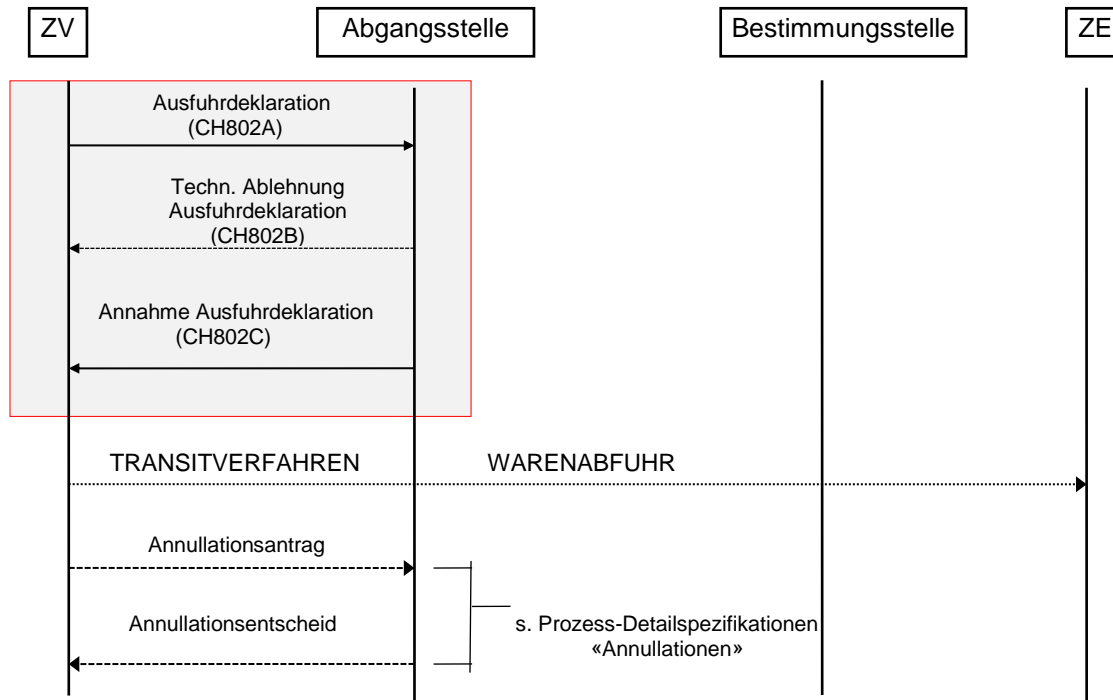 ZV
Abgangsstelle
Bestimmungsstelle
ZE
Ausfuhrdeklaration
(CH802A)
Techn. Ablehnung
Ausfuhrdeklaration
(CH802B)
Annahme Ausfuhrdeklaration
(CH802C)
TRANSITVERFAHREN
WARENABFUHR
Annullationsantrag
Annullationsentscheid
s. Prozess-Detailspezifikationen
«Annullationen»